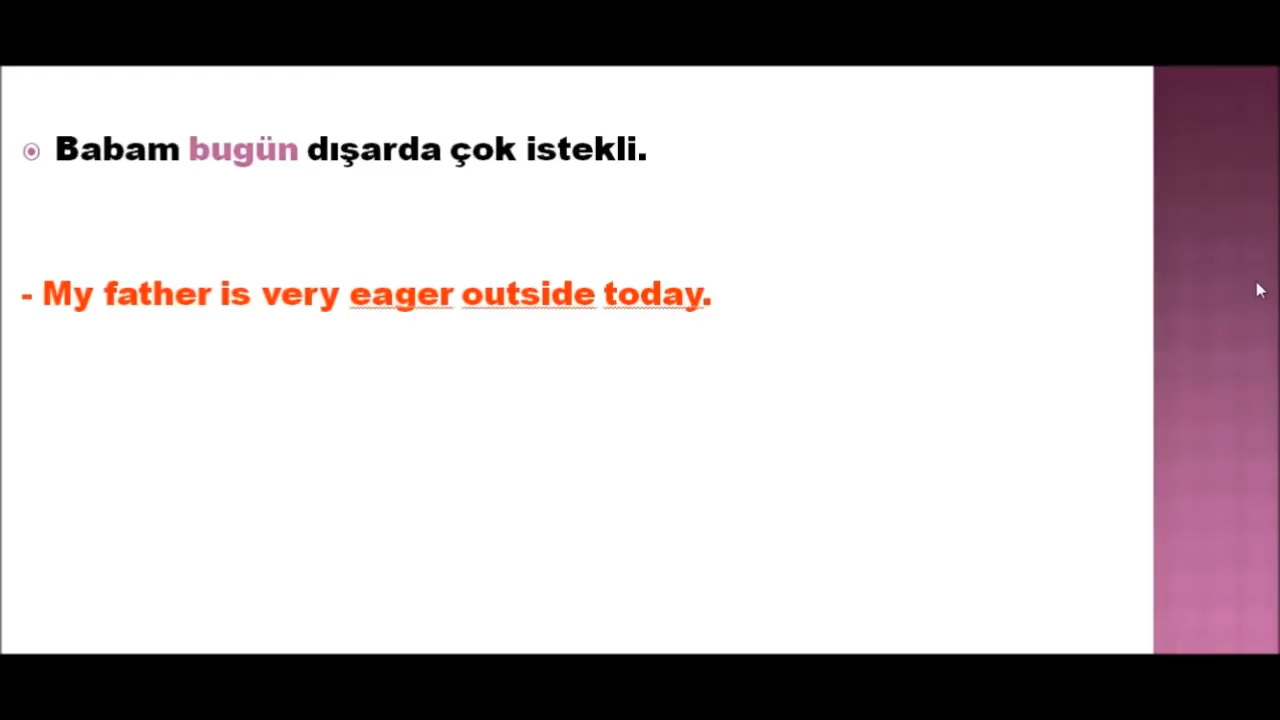 Babam bugün dışarda çok istekli.
- My father is very eager outside today.